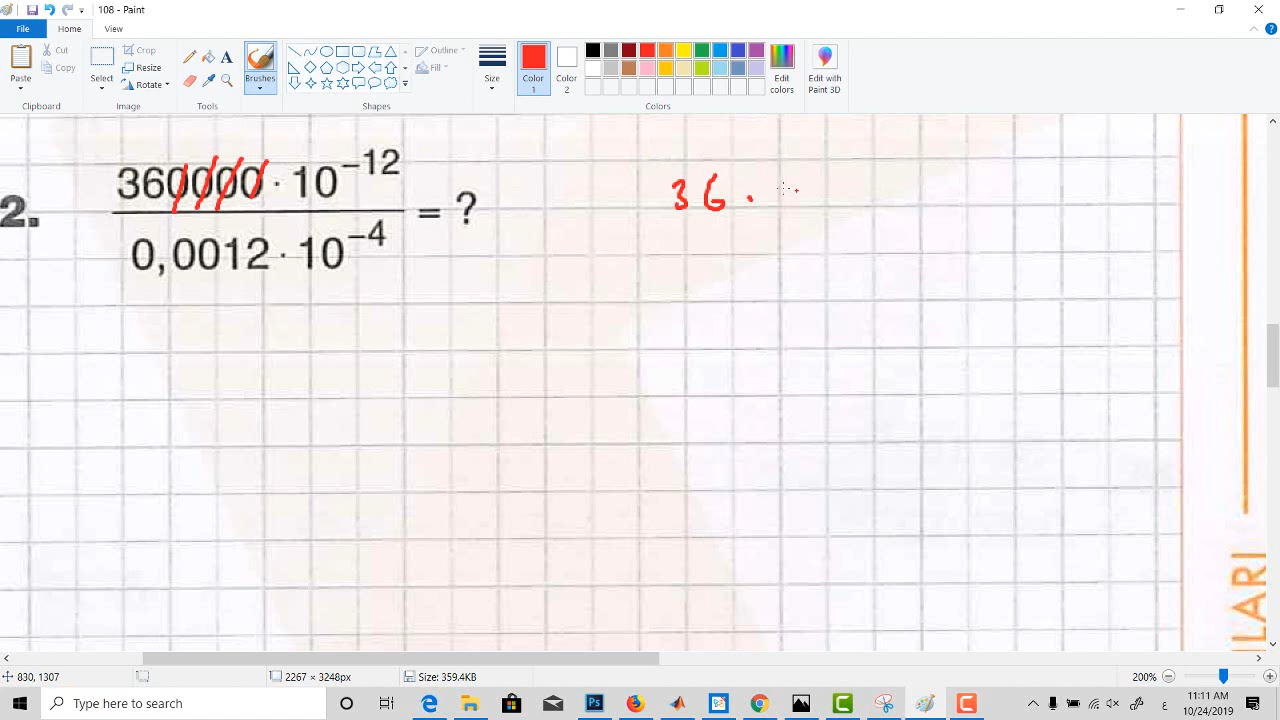 108 - Paint
File Home View
Paste Cut Copy Clipboard
Select Crop Resize Rotate Image
Tools
Brushes
Outline Fill Shapes
Size
Color 1 Color 2 Edit colors Colors
Edit with Paint 3D
2. 360000 · 10⁻¹² / 0,0012 · 10⁻⁴ = ?
36 .
LARI
830, 1307 2267 × 3248px Size: 359.4KB 200%
Type here to search
11:11 AM
10/24/2019